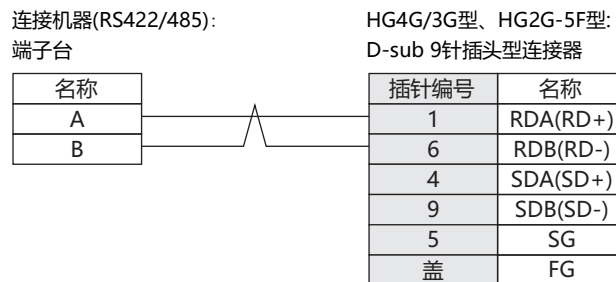 连接机器(RS422/485):
端子台
HG4G/3G型、HG2G-5F型:
D-sub 9针插头型连接器
名称
A
B
插针编号 名称
1 RDA(RD+)
6 RDB(RD-)
4 SDA(SD+)
9 SDB(SD-)
5 SG
盖 FG